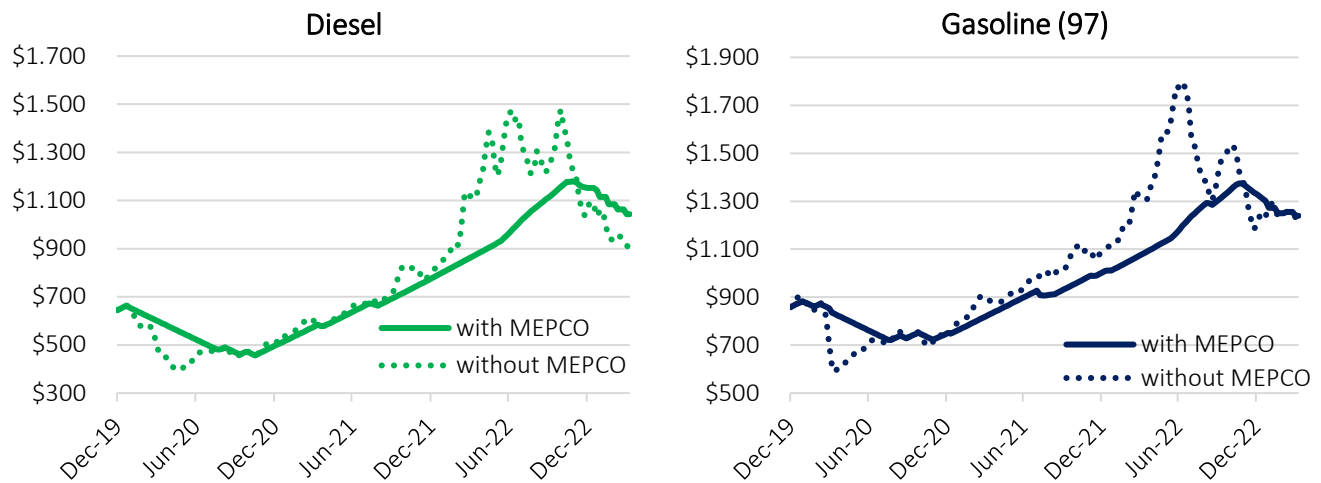 Diesel
$1.700
$1.500
$1.300
$1.100
$900
$700
$500
$300
with MEPCO
without MEPCO
Dec-19
Jun-20
Dec-20
Jun-21
Dec-21
Jun-22
Dec-22
Gasoline (97)
$1.900
$1.700
$1.500
$1.300
$1.100
$900
$700
$500
with MEPCO
without MEPCO
Dec-19
Jun-20
Dec-20
Jun-21
Dec-21
Jun-22
Dec-22